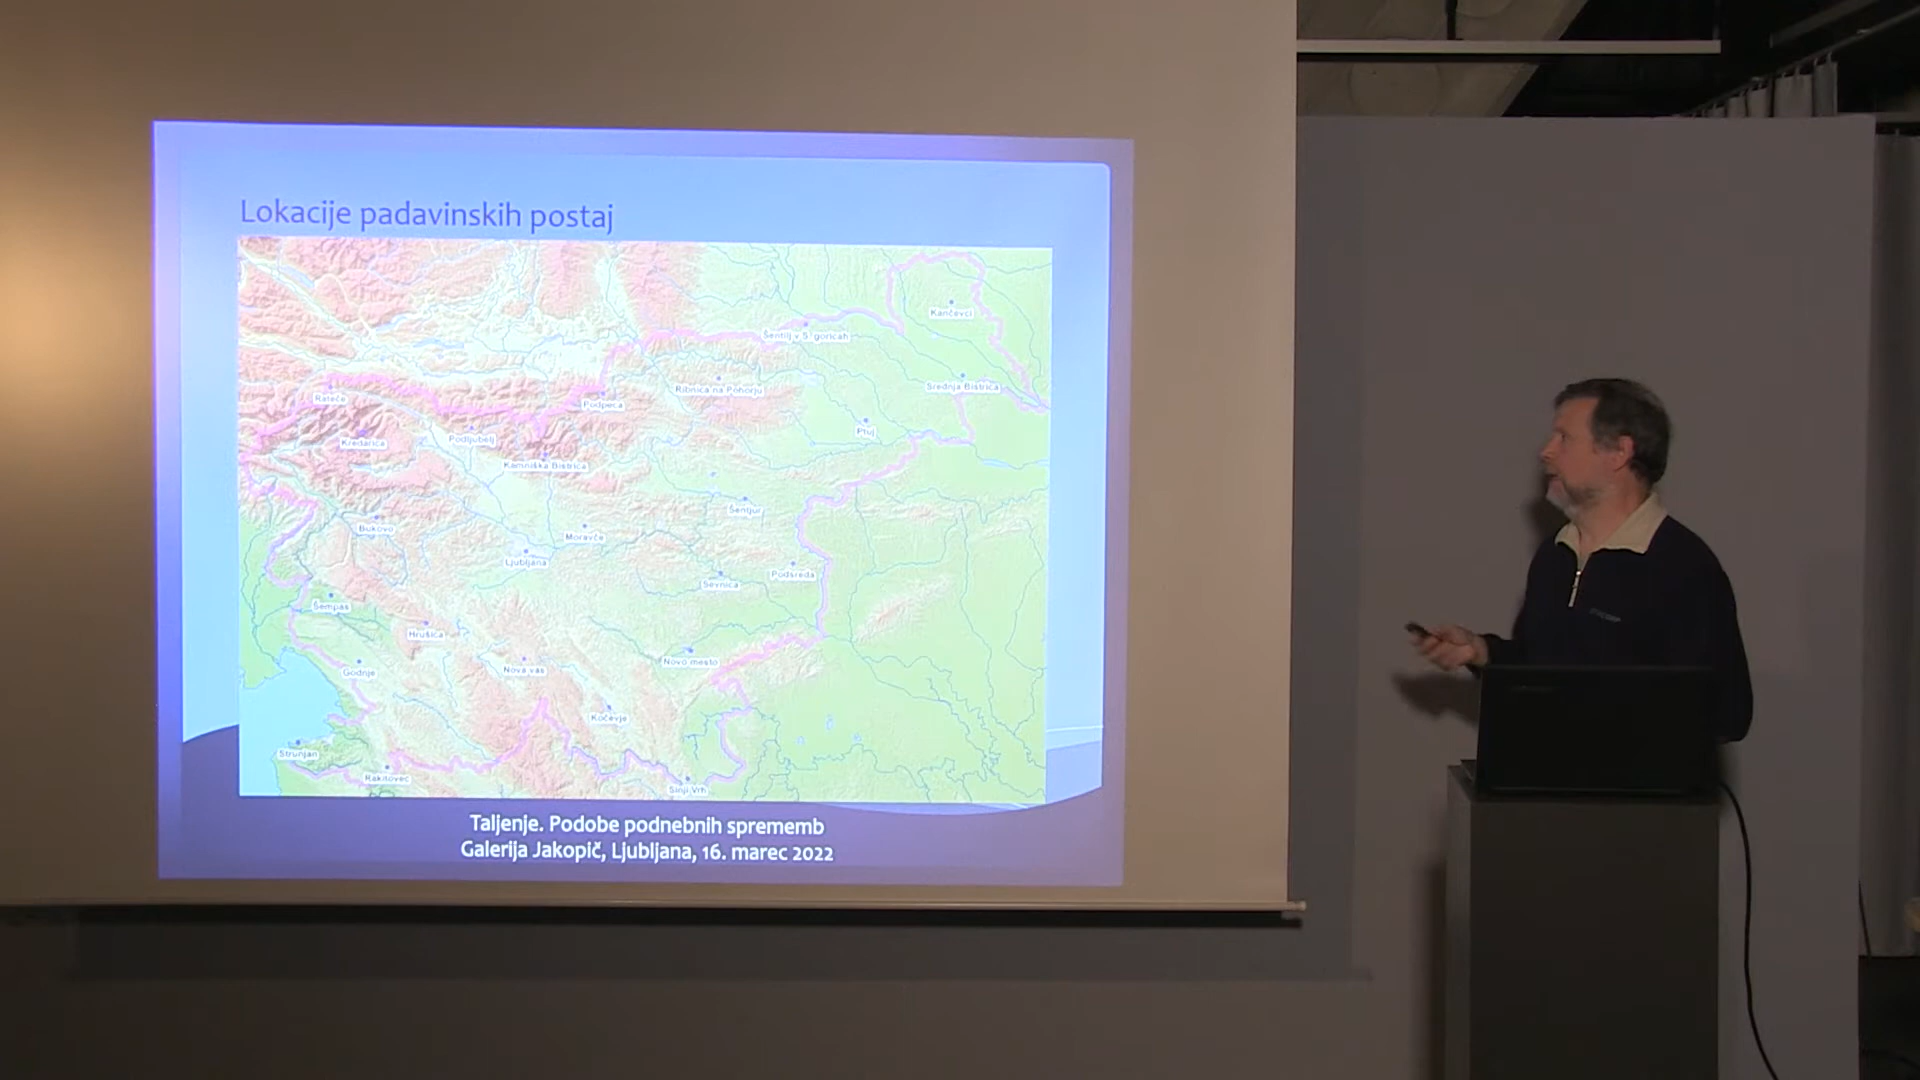 Lokacije padavinskih postaj
Kančevci
Šentilj v S. goricah
Srednja Bistrica
Ribnica na Pohorju
Rateče
Podpeca
Ptuj
Kredarica
Podljubelj
Kamniška Bistrica
Šentjur
Bukovo
Moravče
Ljubljana
Podsreda
Sevnica
Šempas
Hrušica
Novo mesto
Nova vas
Godnje
Kočevje
Strunjan
Rakitovec
Sinji Vrh
Taljenje. Podobe podnebnih sprememb
Galerija Jakopič, Ljubljana, 16. marec 2022